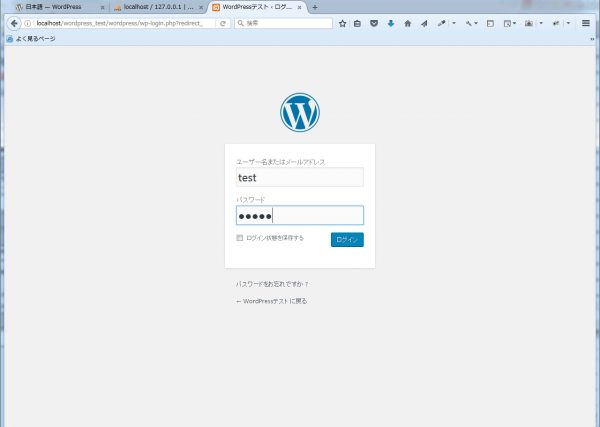 日本語 — WordPress
localhost / 127.0.0.1 | ...
WordPressテスト ‹ ログ...
localhost/wordpress_test/wordpress/wp-login.php?redirect_
検索
よく見るページ
ユーザー名またはメールアドレス
test
パスワード
●●●●●
ログイン状態を保存する
ログイン
パスワードをお忘れですか ?
← WordPressテスト に戻る